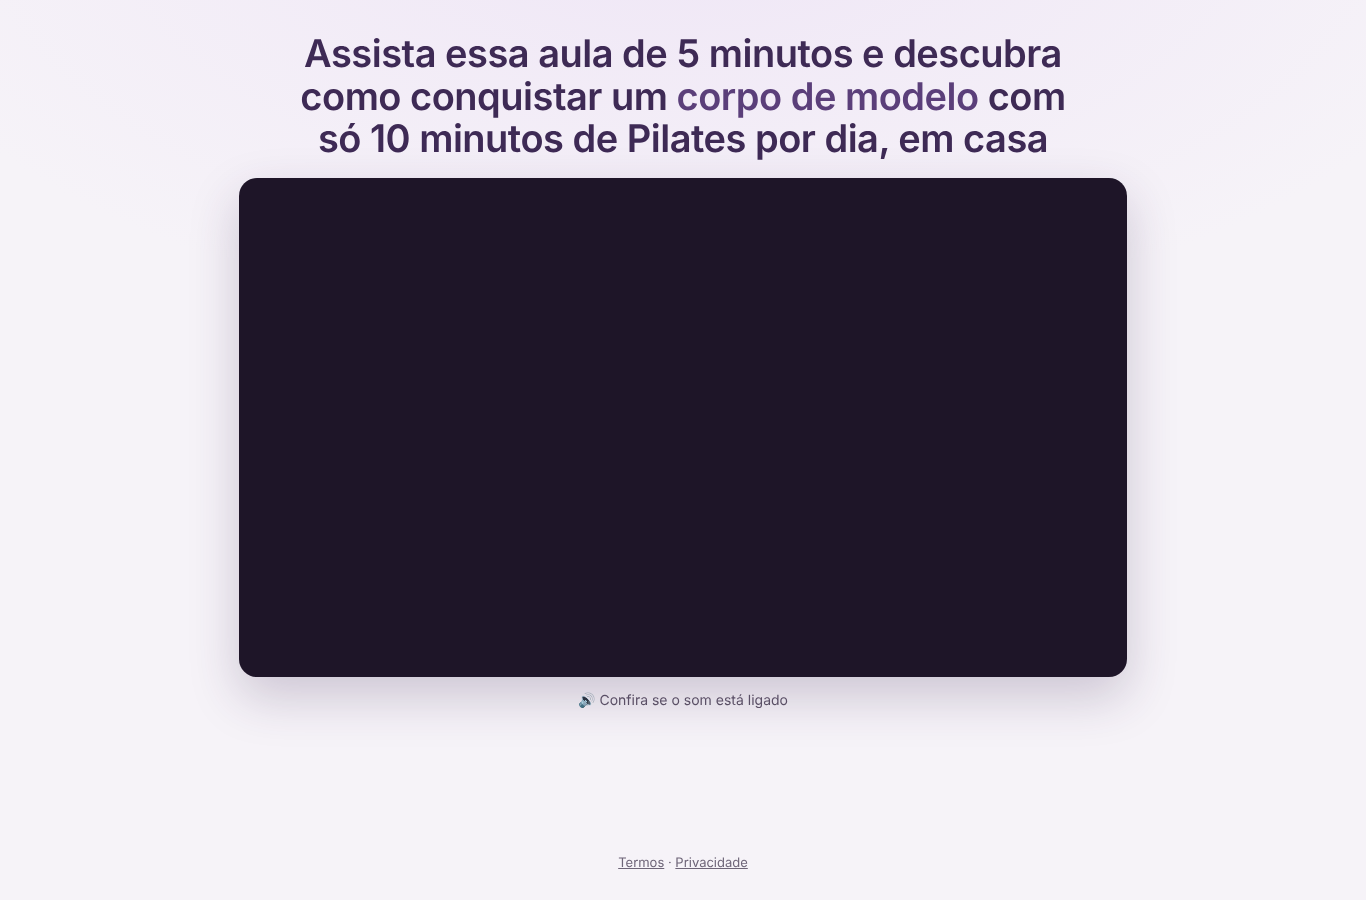 Assista essa aula de 5 minutos e descubra
como conquistar um corpo de modelo com
só 10 minutos de Pilates por dia, em casa
🔊 Confira se o som está ligado
Termos · Privacidade